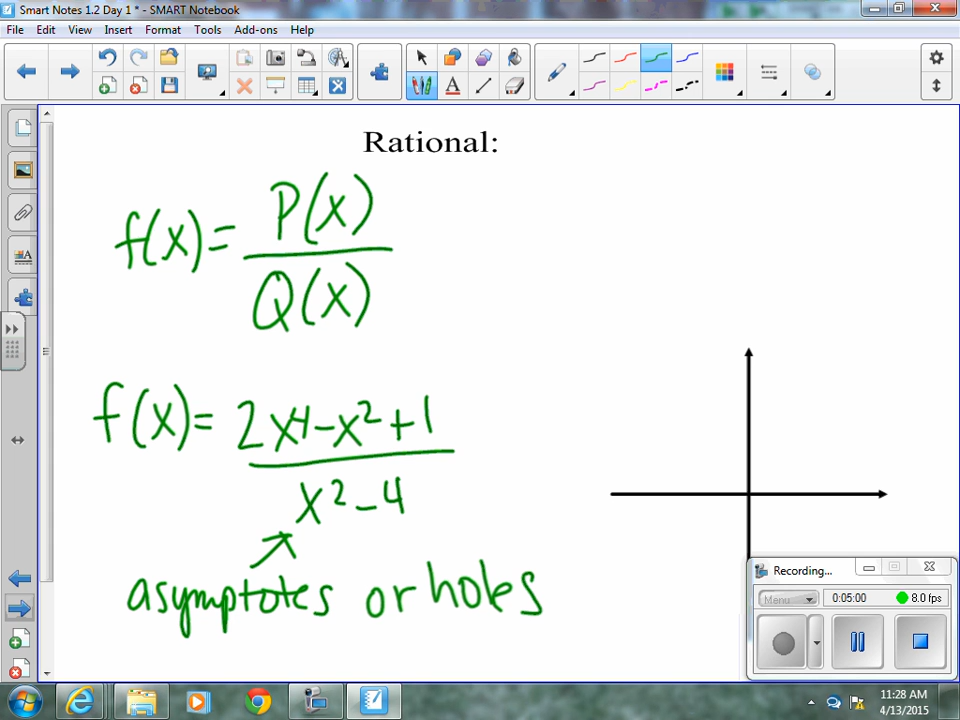 Smart Notes 1.2 Day 1 * - SMART Notebook
File Edit View Insert Format Tools Add-ons Help
Rational:
f(x)= P(x)
Q(x)
f(x)= 2x4-x²+1
x²-4
asymptotes or holes
Recording...
Menu 0:05:00 8.0 fps
11:28 AM
4/13/2015